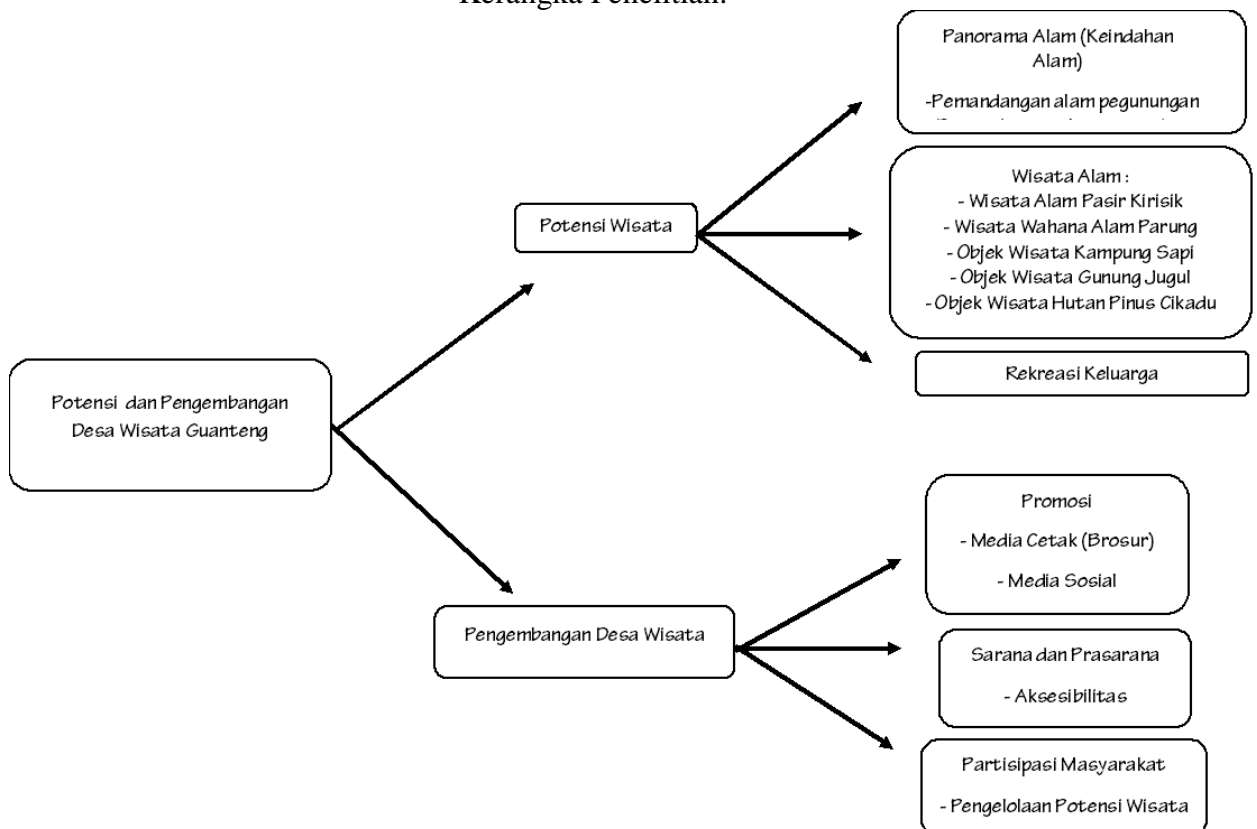 Kerangka Penelitian.
Panorama Alam (Keindahan
Alam)
-Pemandangan alam pegunungan
Potensi Wisata
Wisata Alam :
- Wisata Alam Pasir Kirisik
- Wisata Wahana Alam Parung
- Objek Wisata Kampung Sapi
- Objek Wisata Gunung Jugul
- Objek Wisata Hutan Pinus Cikadu
Rekreasi Keluarga
Potensi dan Pengembangan
Desa Wisata Guanteng
Pengembangan Desa Wisata
Promosi
- Media Cetak (Brosur)
- Media Sosial
Sarana dan Prasarana
- Aksesibilitas
Partisipasi Masyarakat
- Pengelolaan Potensi Wisata